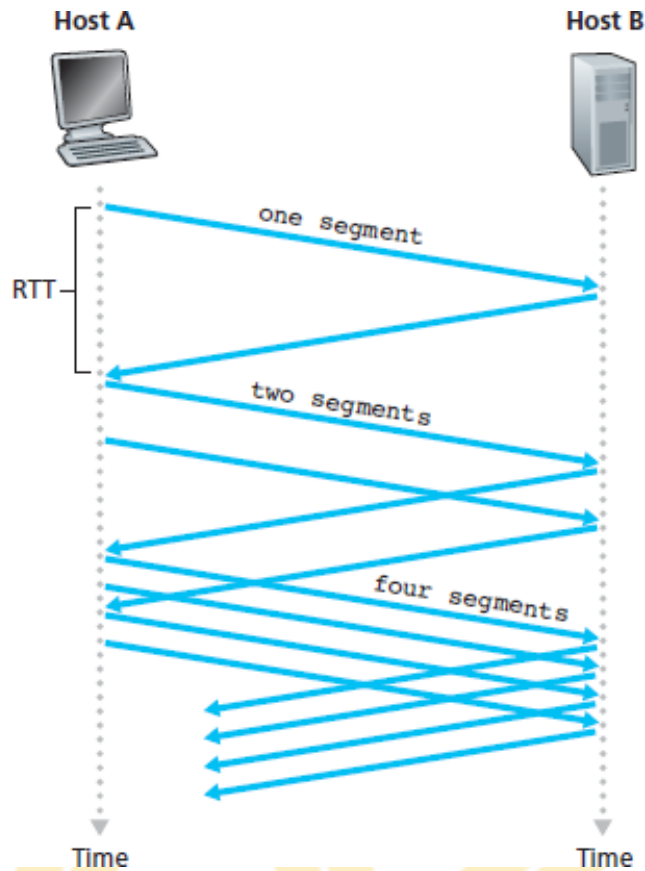 Host A
Host B
one segment
RTT
two segments
four segments
Time
Time